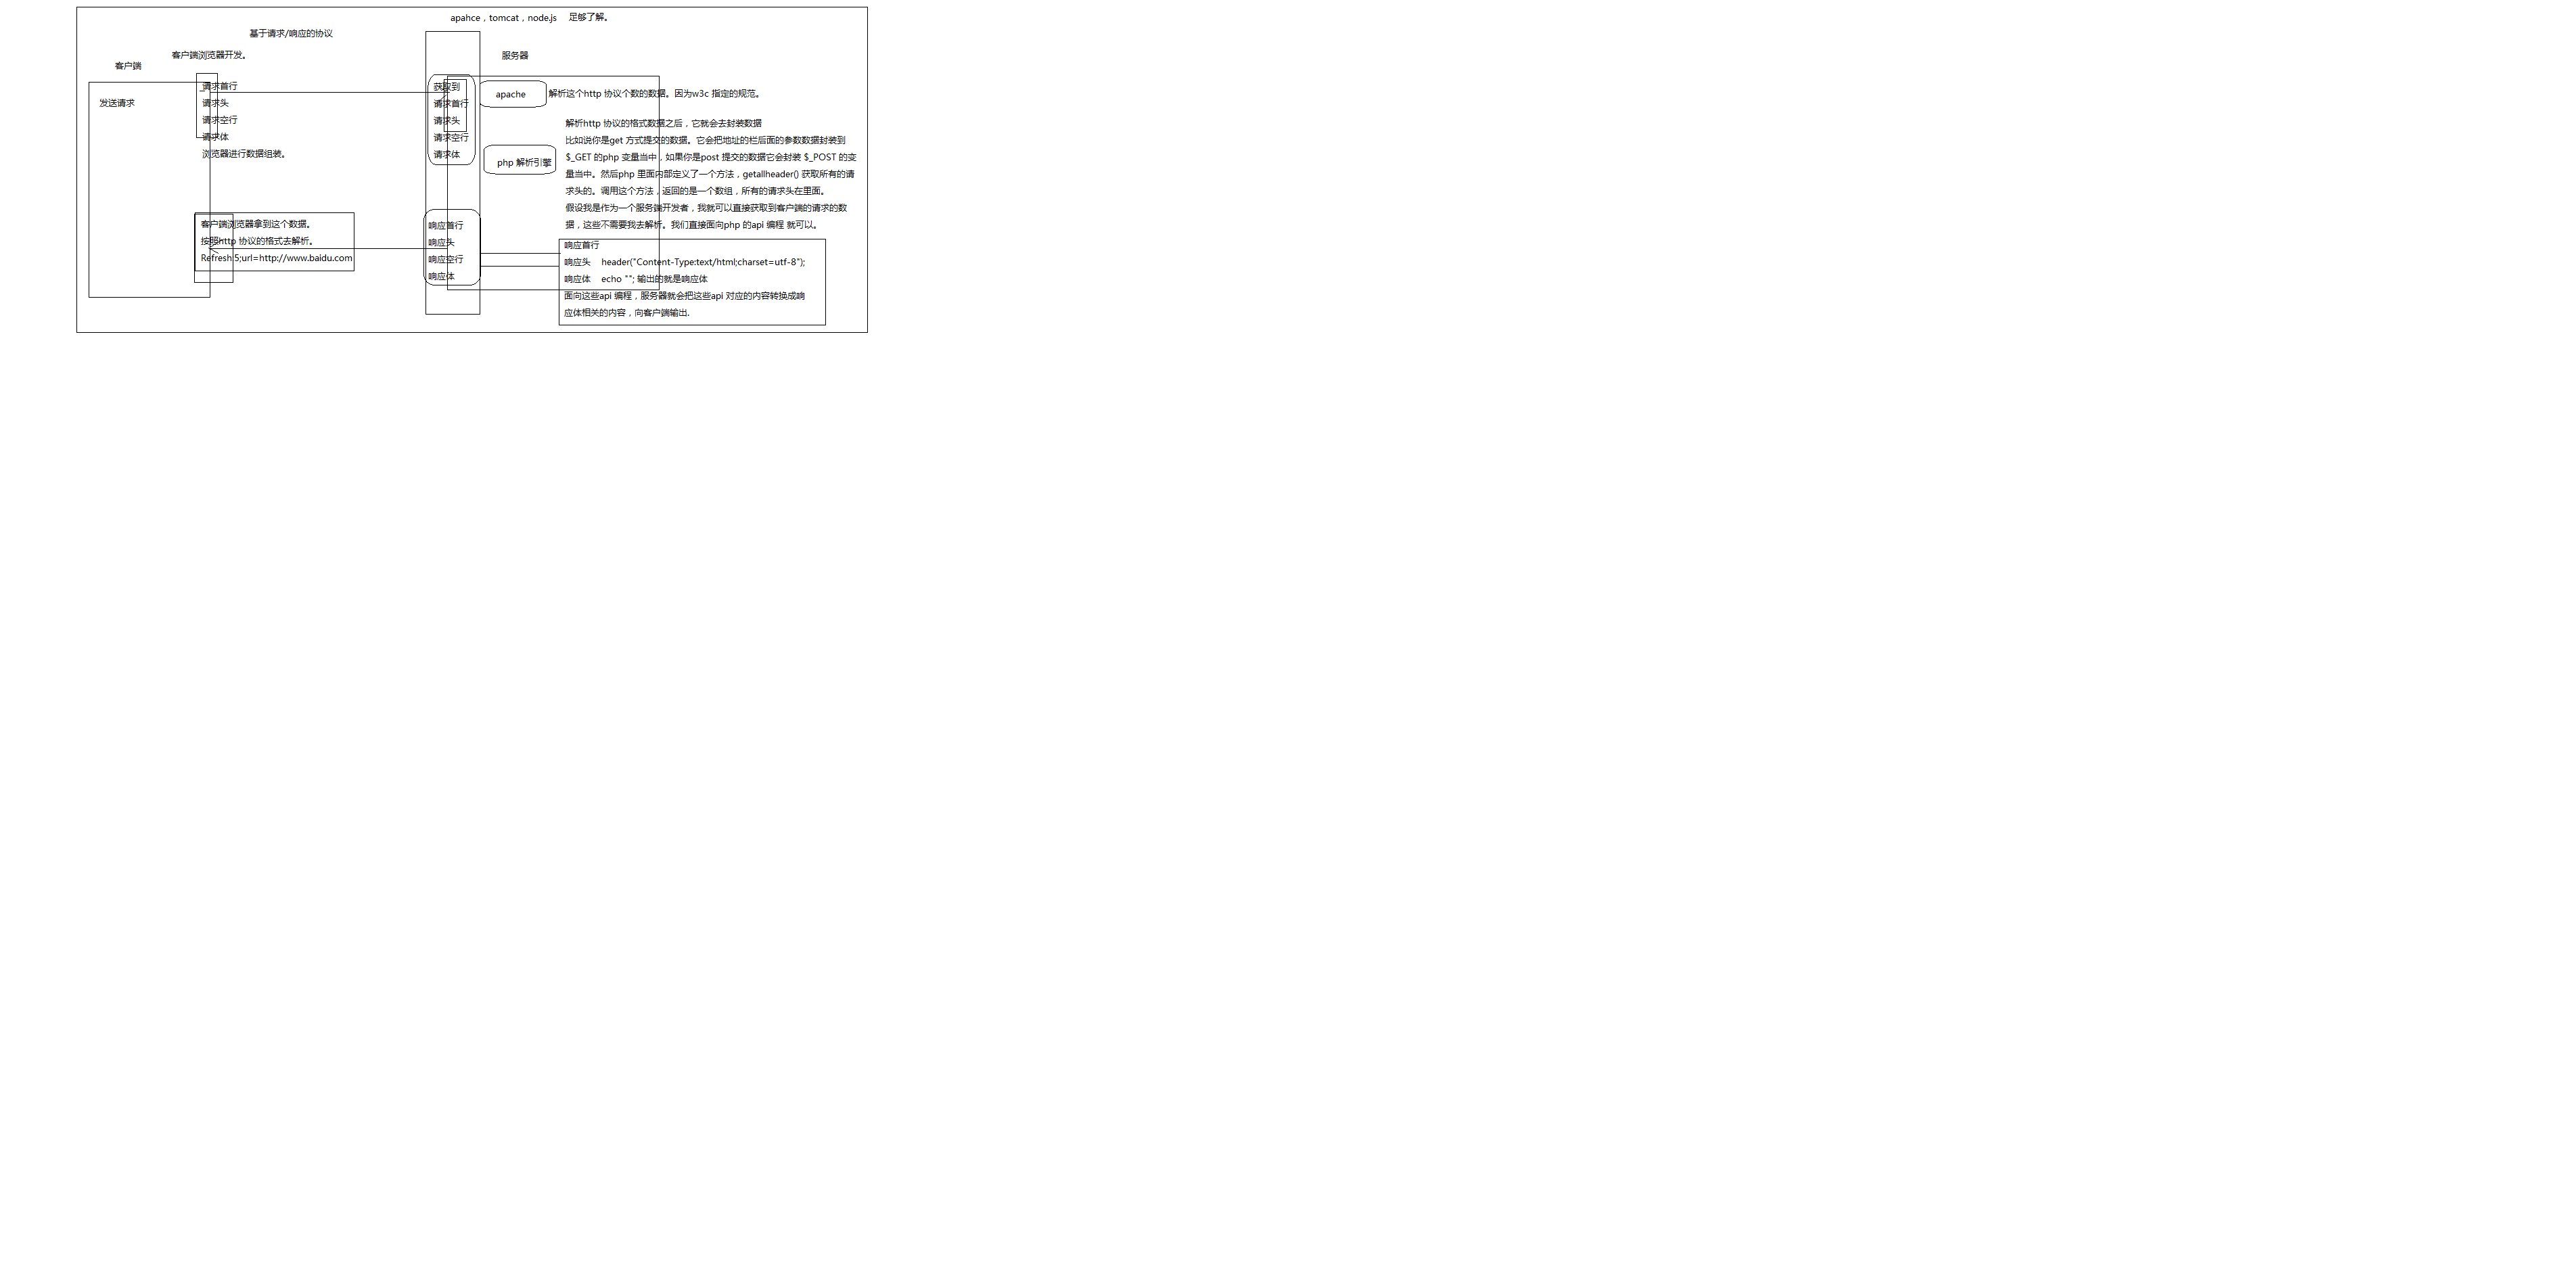 apahce，tomcat，node.js 足够了解。
基于请求/响应的协议
客户端浏览器开发。
服务器
客户端
发送请求
请求首行
请求头
请求空行
请求体
浏览器进行数据组装。
获取到
请求首行
请求头
请求空行
请求体
apache
解析这个http 协议个数的数据。因为w3c 指定的规范。
php 解析引擎
解析http 协议的格式数据之后，它就会去封装数据
比如说你是get 方式提交的数据。它会把地址的栏后面的参数数据封装到
$_GET 的php 变量当中，如果你是post 提交的数据它会封装 $_POST 的变
量当中。然后php 里面内部定义了一个方法，getallheader() 获取所有的请
求头的。调用这个方法，返回的是一个数组，所有的请求头在里面。
假设我是作为一个服务端开发者，我就可以直接获取到客户端的请求的数
据，这些不需要我去解析。我们直接面向php 的api 编程 就可以。
客户端浏览器拿到这个数据。
按照http 协议的格式去解析。
Refresh:5;url=http://www.baidu.com
响应首行
响应头
响应空行
响应体
响应首行
响应头 header("Content-Type:text/html;charset=utf-8");
响应体 echo ""; 输出的就是响应体
面向这些api 编程，服务器就会把这些api 对应的内容转换成响
应体相关的内容，向客户端输出.